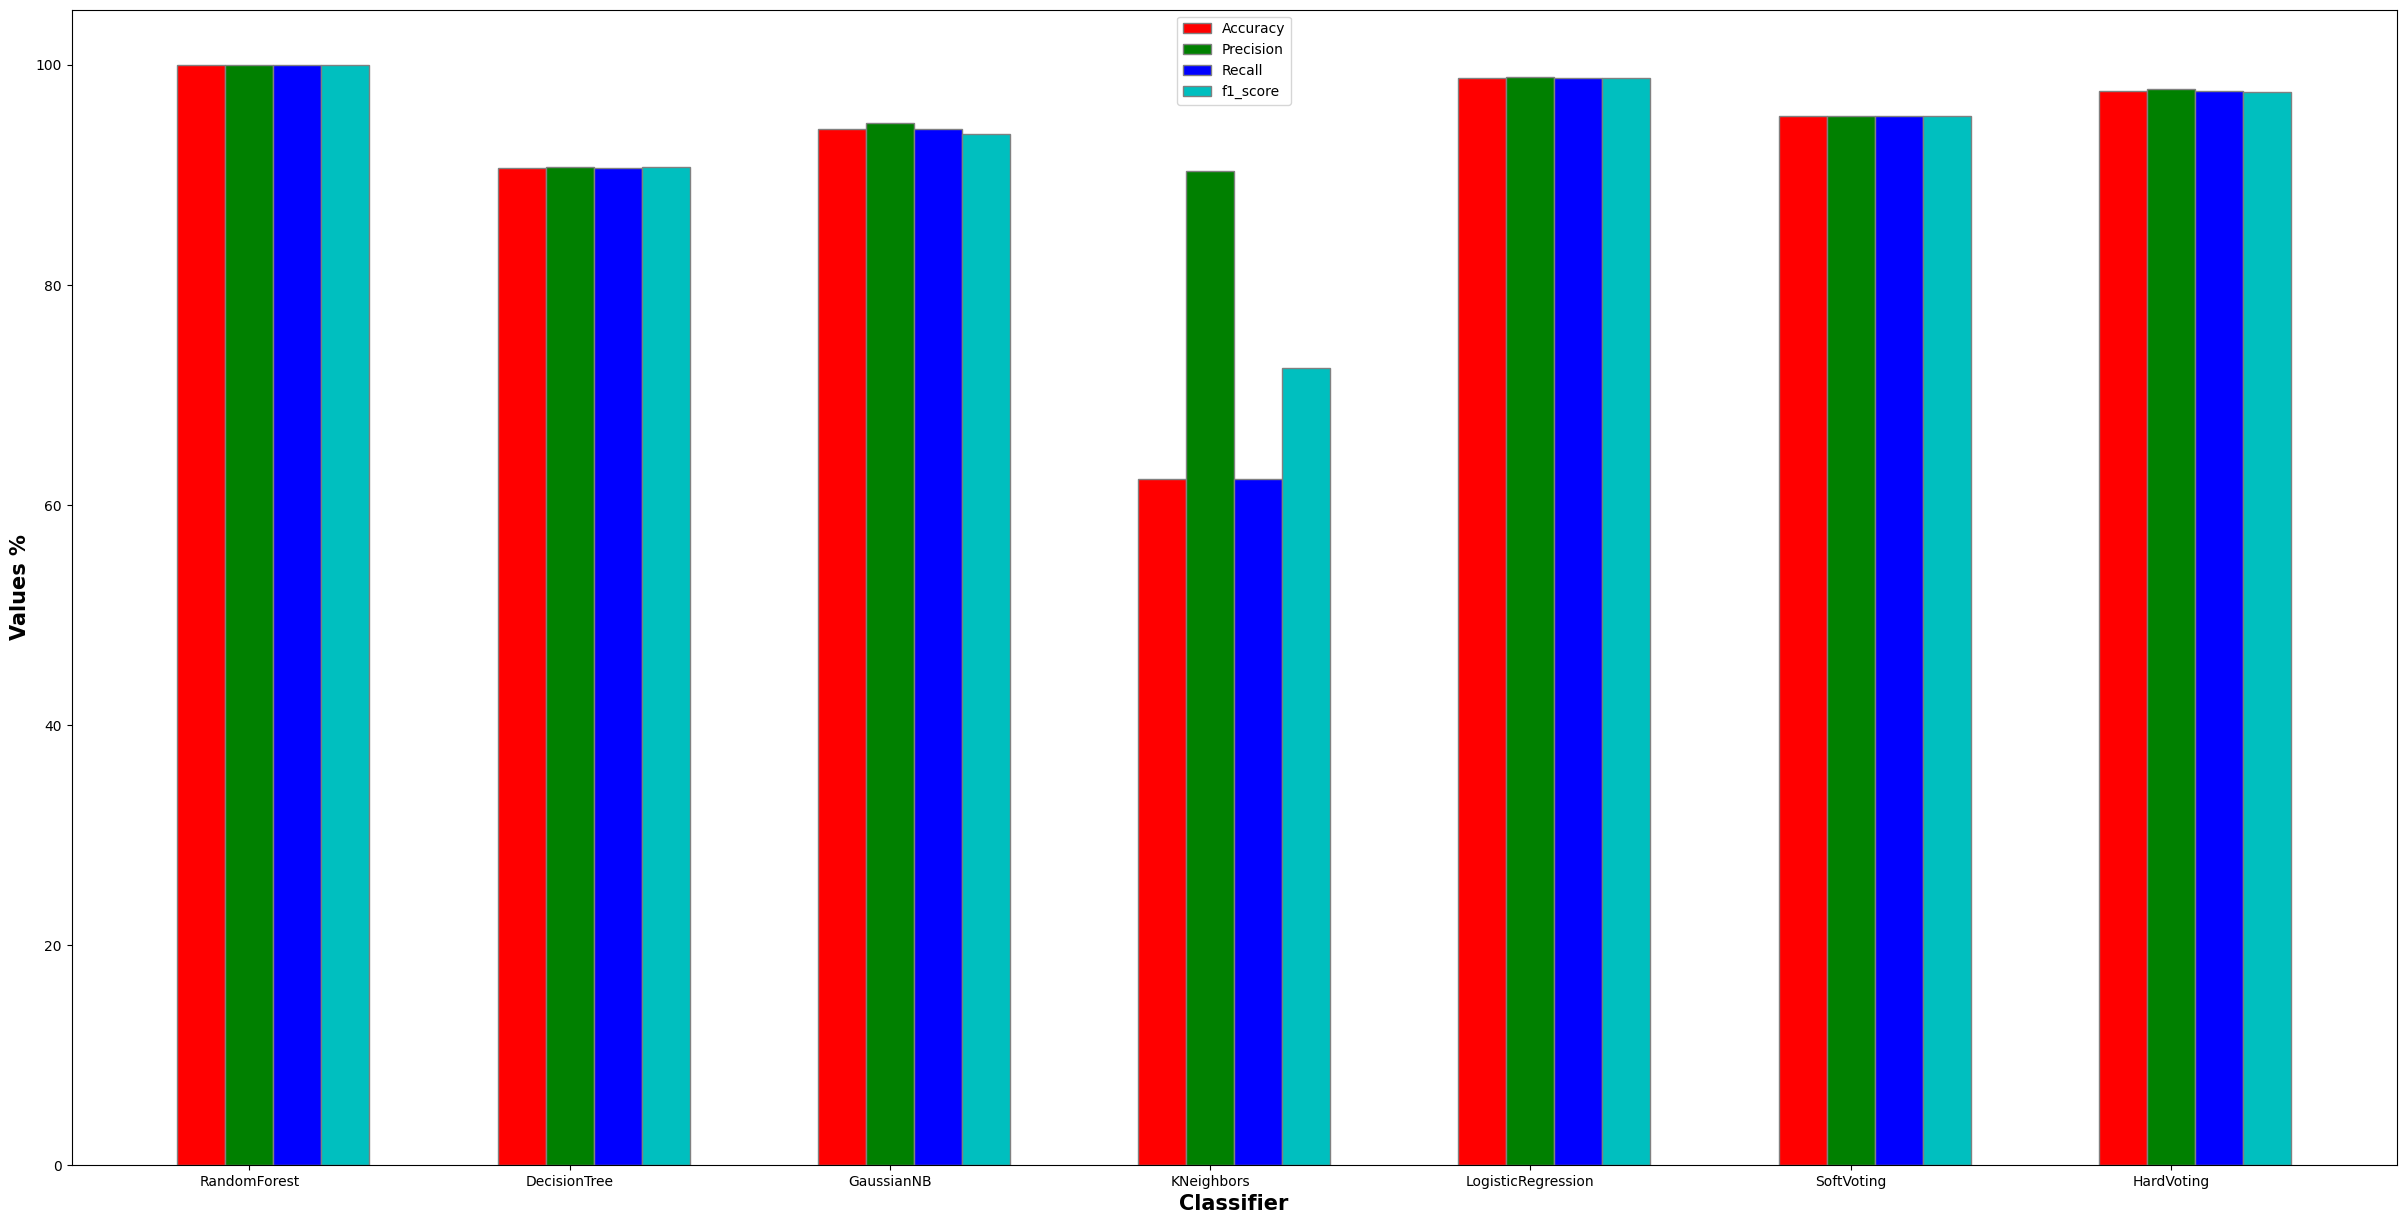 Accuracy
Precision
Recall
f1_score
100
80
60
40
20
0
Values %
RandomForest
DecisionTree
GaussianNB
KNeighbors
LogisticRegression
SoftVoting
HardVoting
Classifier